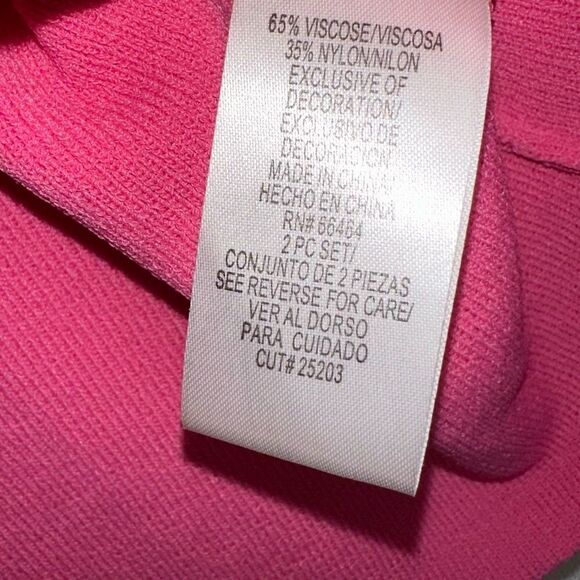 65% VISCOSE/VISCOSA
35% NYLON/NILON
EXCLUSIVE OF
DECORATION/
EXCLUSIVO DE
DECORACION
MADE IN CHINA/
HECHO EN CHINA
RN# 66464
2 PC SET/
CONJUNTO DE 2 PIEZAS
SEE REVERSE FOR CARE/
VER AL DORSO
PARA CUIDADO
CUT# 25203